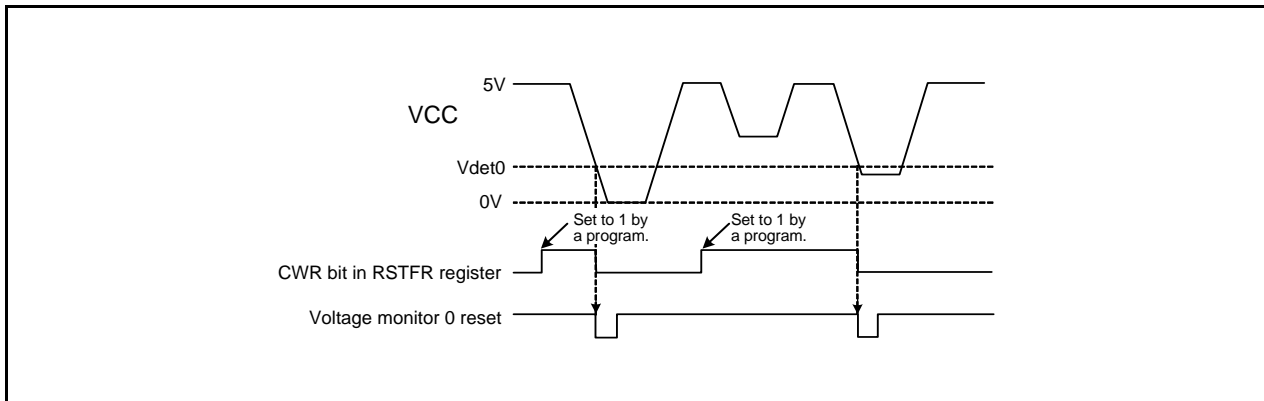 5V
VCC
Vdet0
0V
Set to 1 by
a program.
Set to 1 by
a program.
CWR bit in RSTFR register
Voltage monitor 0 reset